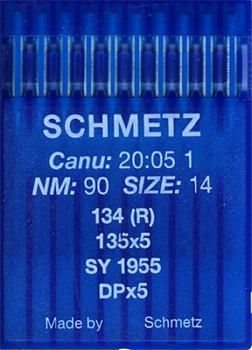 SCHMETZ
Canu: 20:05 1
NM: 90 SIZE: 14
134 (R)
135x5
SY 1955
DPx5
Made by Schmetz